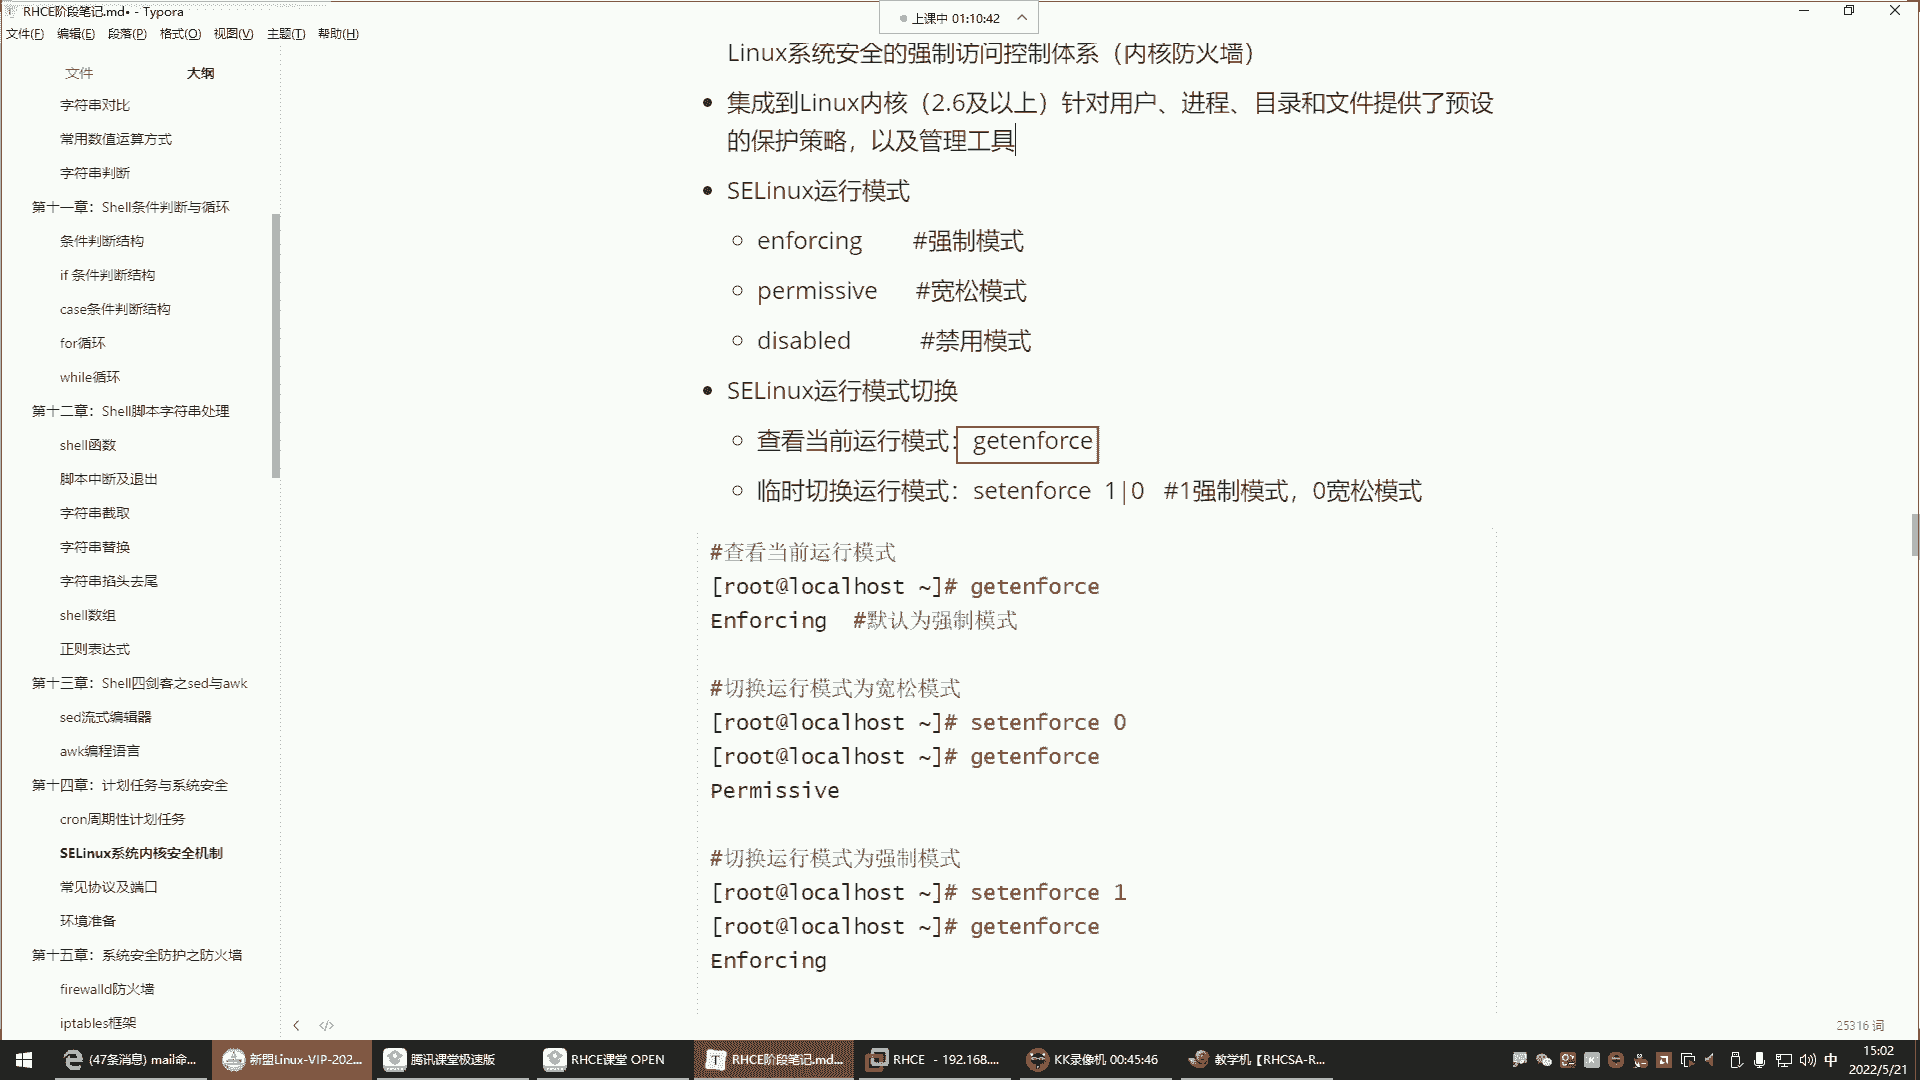 RHCE阶段笔记.md• - Typora
上课中 01:10:42
文件(F) 编辑(E) 段落(P) 格式(O) 视图(V) 主题(T) 帮助(H)
文件 大纲
字符串对比
常用数值运算方式
字符串判断
第十一章：Shell条件判断与循环
条件判断结构
if 条件判断结构
case条件判断结构
for循环
while循环
第十二章：Shell脚本字符串处理
shell函数
脚本中断及退出
字符串截取
字符串替换
字符串掐头去尾
shell数组
正则表达式
第十三章：Shell四剑客之sed与awk
sed流式编辑器
awk编程语言
第十四章：计划任务与系统安全
cron周期性计划任务
SELinux系统内核安全机制
常见协议及端口
环境准备
第十五章：系统安全防护之防火墙
firewalld防火墙
iptables框架
Linux系统安全的强制访问控制体系（内核防火墙）
集成到Linux内核（2.6及以上）针对用户、进程、目录和文件提供了预设
的保护策略，以及管理工具
SELinux运行模式
enforcing #强制模式
permissive #宽松模式
disabled #禁用模式
SELinux运行模式切换
查看当前运行模式：getenforce
临时切换运行模式：setenforce 1|0 #1强制模式，0宽松模式
#查看当前运行模式
[root@localhost ~]# getenforce
Enforcing #默认为强制模式
#切换运行模式为宽松模式
[root@localhost ~]# setenforce 0
[root@localhost ~]# getenforce
Permissive
#切换运行模式为强制模式
[root@localhost ~]# setenforce 1
[root@localhost ~]# getenforce
Enforcing
25316 词
(47条消息) mail命... 新盟Linux-VIP-202... 腾讯课堂极速版 RHCE课堂 OPEN RHCE阶段笔记.md... RHCE - 192.168.... KK录像机 00:45:46 教学机【RHCSA-R... 中 15:02
2022/5/21